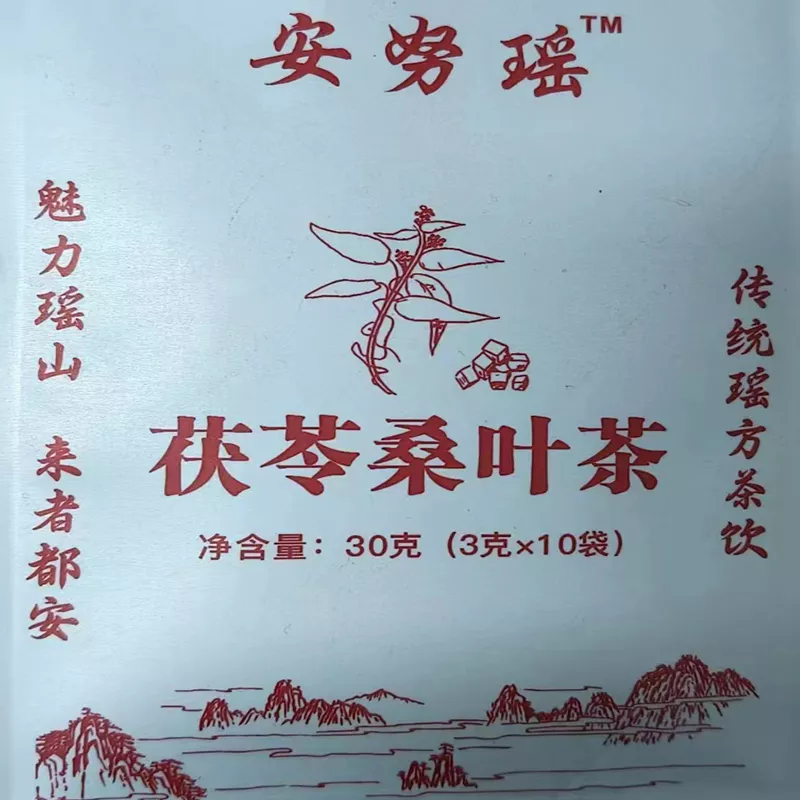 安努瑶™
魅力瑶山 来者都安
传统瑶方茶饮
茯苓桑叶茶
净含量：30克（3克×10袋）